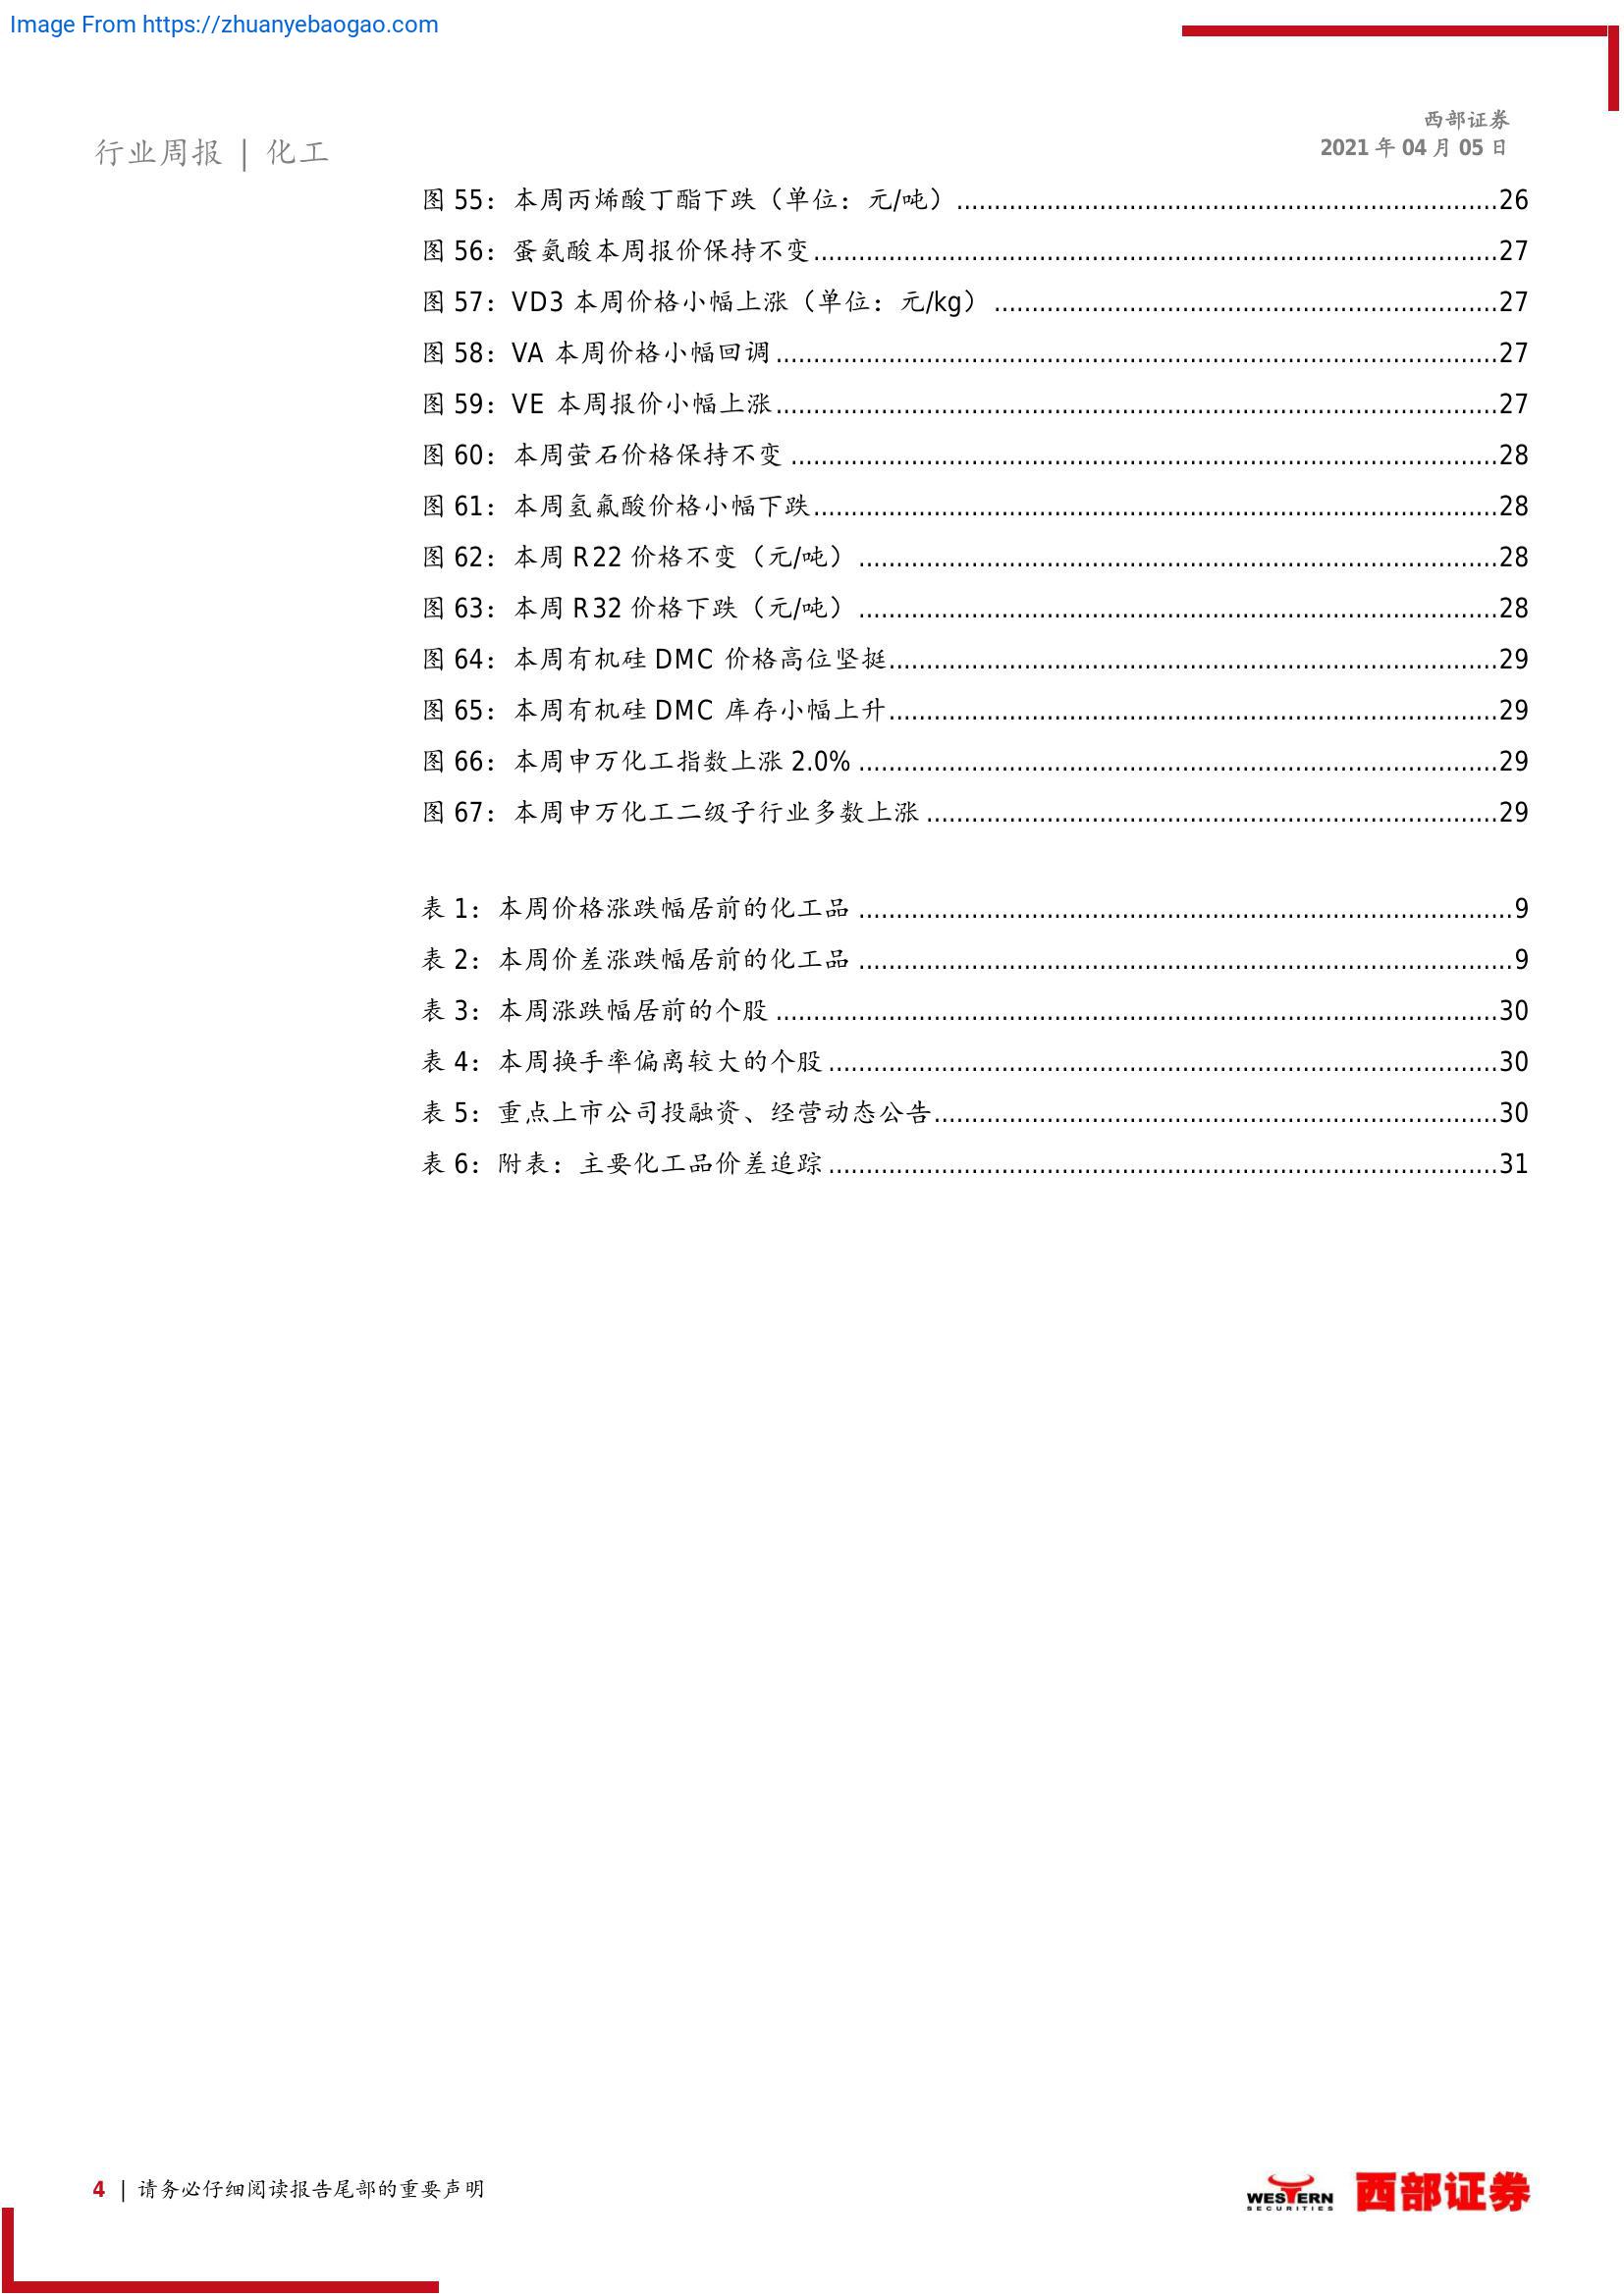 Image From https://zhuanyebaogao.com
西部证券
行业周报 | 化工
2021 年 04 月 05 日
图 55：本周丙烯酸丁酯下跌（单位：元/吨）..........26
图 56：蛋氨酸本周报价保持不变..........27
图 57：VD3 本周价格小幅上涨（单位：元/kg）..........27
图 58：VA 本周价格小幅回调..........27
图 59：VE 本周报价小幅上涨..........27
图 60：本周萤石价格保持不变..........28
图 61：本周氢氟酸价格小幅下跌..........28
图 62：本周 R22 价格不变（元/吨）..........28
图 63：本周 R32 价格下跌（元/吨）..........28
图 64：本周有机硅 DMC 价格高位坚挺..........29
图 65：本周有机硅 DMC 库存小幅上升..........29
图 66：本周申万化工指数上涨 2.0%..........29
图 67：本周申万化工二级子行业多数上涨..........29
表 1：本周价格涨跌幅居前的化工品..........9
表 2：本周价差涨跌幅居前的化工品..........9
表 3：本周涨跌幅居前的个股..........30
表 4：本周换手率偏离较大的个股..........30
表 5：重点上市公司投融资、经营动态公告..........30
表 6：附表：主要化工品价差追踪..........31
4 | 请务必仔细阅读报告尾部的重要声明
WESTERN
SECURITIES
西部证券